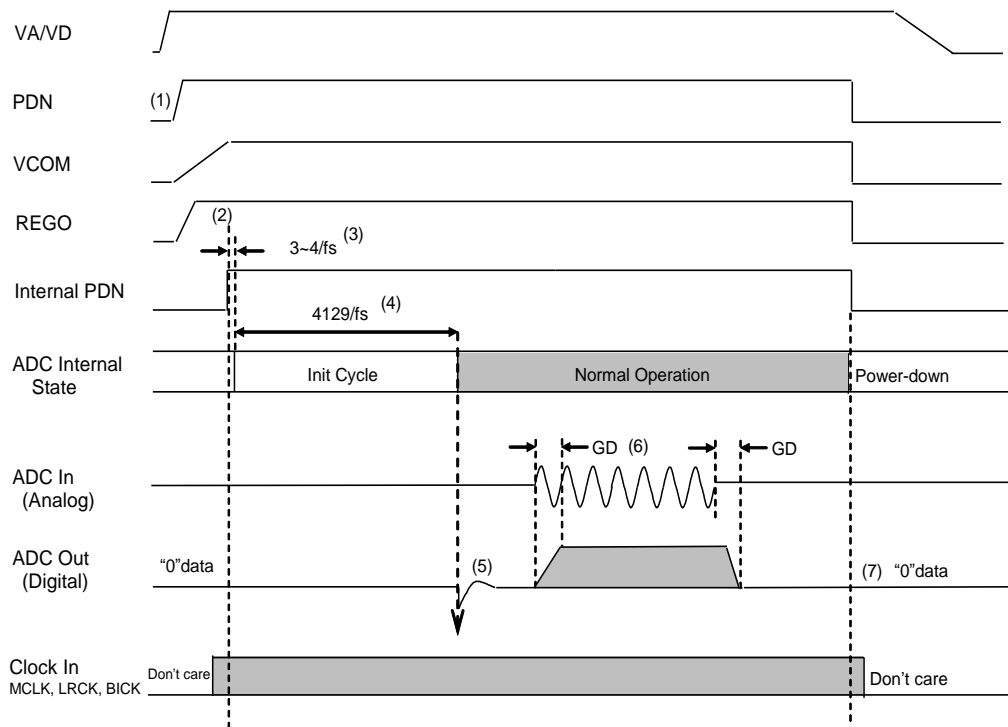 VA/VD
PDN
(1)
VCOM
REGO
(2)
3~4/fs (3)
Internal PDN
4129/fs (4)
ADC Internal
State
Init Cycle
Normal Operation
Power-down
GD (6)
GD
ADC In
(Analog)
ADC Out
(Digital)
“0”data
(5)
(7) “0”data
Clock In
MCLK, LRCK, BICK
Don’t care
Don’t care